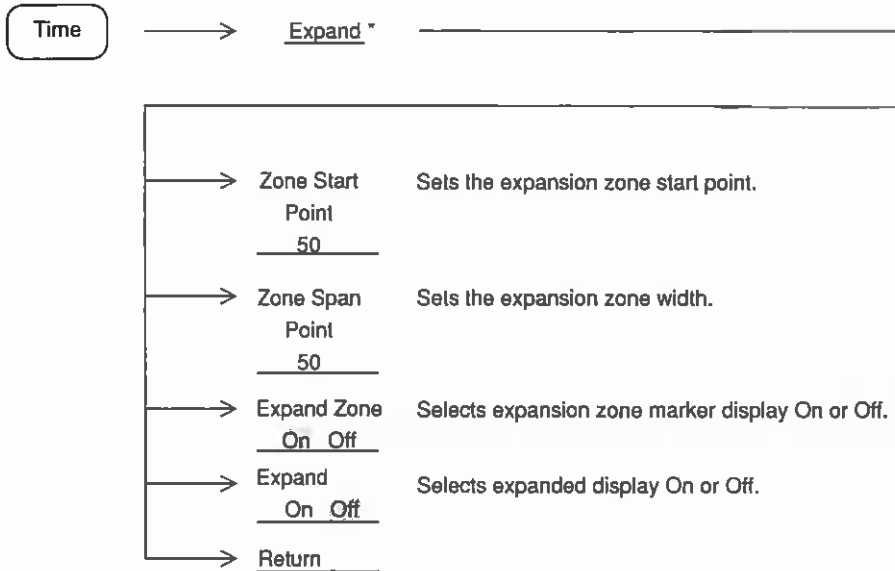 Time
Expand *
Zone Start Sets the expansion zone start point.
Point
50
Zone Span Sets the expansion zone width.
Point
50
Expand Zone Selects expansion zone marker display On or Off.
On Off
Expand Selects expanded display On or Off.
On Off
Return